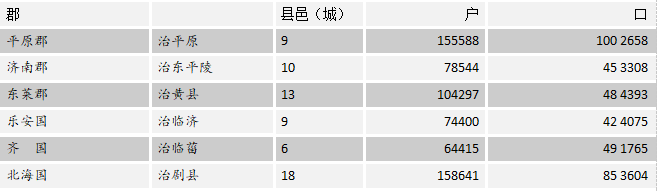 郡 县邑（城） 户 口
平原郡 治平原 9 155588 100 2658
济南郡 治东平陵 10 78544 45 3308
东莱郡 治黄县 13 104297 48 4393
乐安国 治临济 9 74400 42 4075
齐　国 治临菑 6 64415 49 1765
北海国 治剧县 18 158641 85 3604